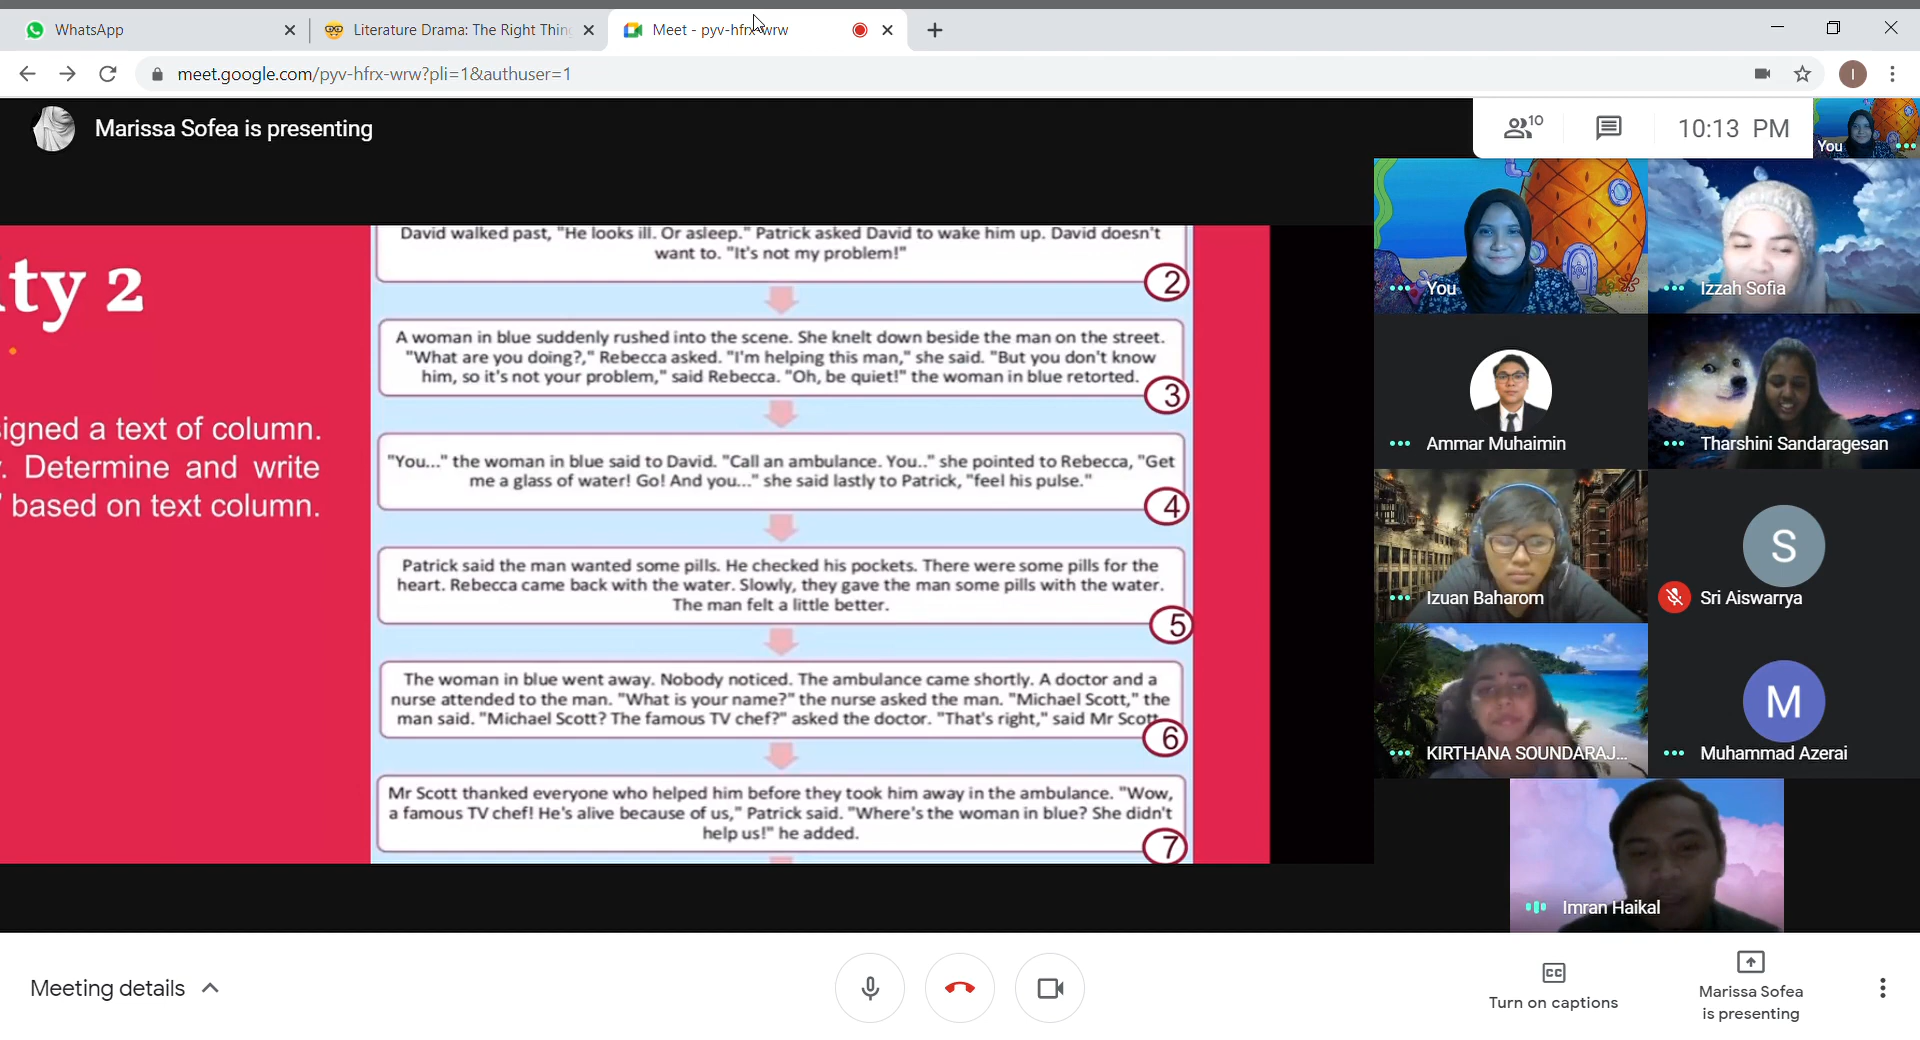 WhatsApp
Literature Drama: The Right Thin
Meet - pyv-hfrx-wrw
meet.google.com/pyv-hfrx-wrw?pli=1&authuser=1
I
Marissa Sofea is presenting
10
10:13 PM
You
ity 2
igned a text of column.
. Determine and write
" based on text column.
David walked past, "He looks ill. Or asleep." Patrick asked David to wake him up. David doesn't
want to. "It's not my problem!"
2
A woman in blue suddenly rushed into the scene. She knelt down beside the man on the street.
"What are you doing?," Rebecca asked. "I'm helping this man," she said. "But you don't know
him, so it's not your problem," said Rebecca. "Oh, be quiet!" the woman in blue retorted.
3
"You..." the woman in blue said to David. "Call an ambulance. You.." she pointed to Rebecca, "Get
me a glass of water! Go! And you..." she said lastly to Patrick, "feel his pulse."
4
Patrick said the man wanted some pills. He checked his pockets. There were some pills for the
heart. Rebecca came back with the water. Slowly, they gave the man some pills with the water.
The man felt a little better.
5
The woman in blue went away. Nobody noticed. The ambulance came shortly. A doctor and a
nurse attended to the man. "What is your name?" the nurse asked the man. "Michael Scott," the
man said. "Michael Scott? The famous TV chef?" asked the doctor. "That's right," said Mr Scott
6
Mr Scott thanked everyone who helped him before they took him away in the ambulance. "Wow,
a famous TV chef! He's alive because of us," Patrick said. "Where's the woman in blue? She didn't
help us!" he added.
7
You
Izzah Sofia
Ammar Muhaimin
Tharshini Sandaragesan
Izuan Baharom
S
Sri Aiswarrya
KIRTHANA SOUNDARAJ...
M
Muhammad Azerai
Imran Haikal
Meeting details
CC
Turn on captions
Marissa Sofea
is presenting